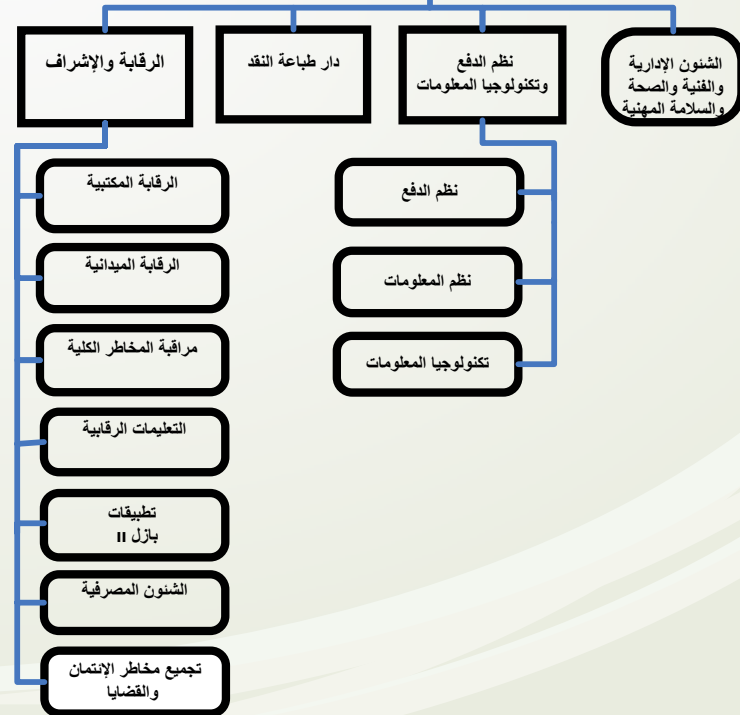 الشئون الإدارية
والفنية والصحة
والسلامة المهنية
نظم الدفع
وتكنولوجيا المعلومات
دار طباعة النقد
الرقابة والإشراف
نظم الدفع
نظم المعلومات
تكنولوجيا المعلومات
الرقابة المكتبية
الرقابة الميدانية
مراقبة المخاطر الكلية
التعليمات الرقابية
تطبيقات
بازل II
الشئون المصرفية
تجميع مخاطر الإئتمان
والقضايا